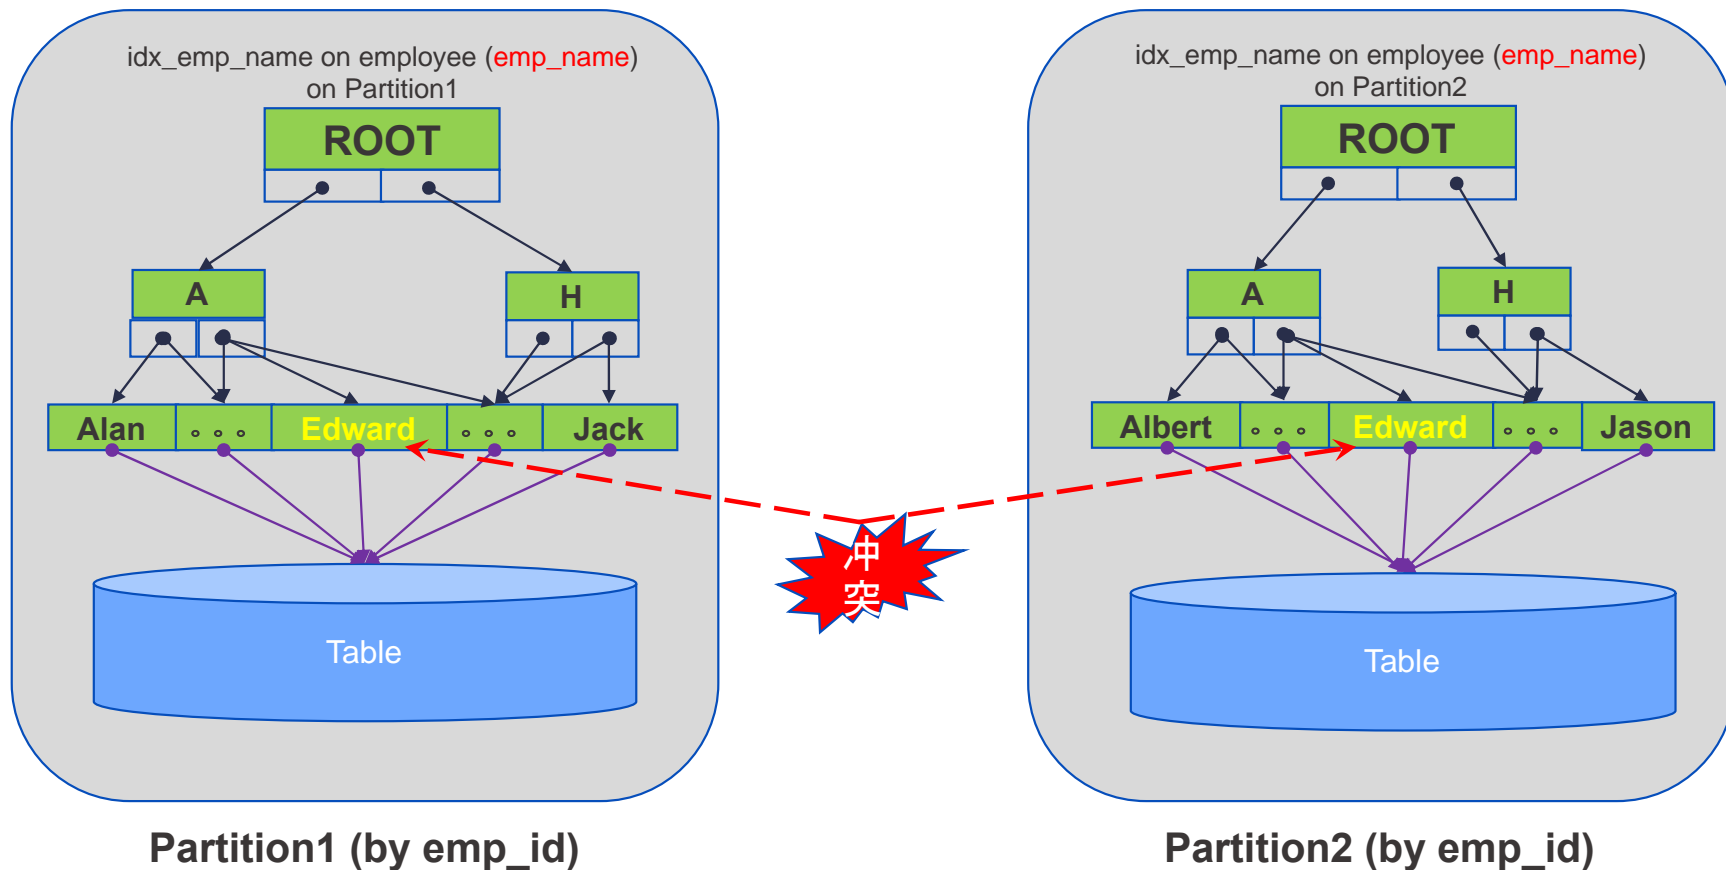 idx_emp_name on employee (emp_name)
on Partition1
ROOT
A
H
Alan
。。。
Edward
。。。
Jack
Table
Partition1 (by emp_id)
冲
突
idx_emp_name on employee (emp_name)
on Partition2
ROOT
A
H
Albert
。。。
Edward
。。。
Jason
Table
Partition2 (by emp_id)